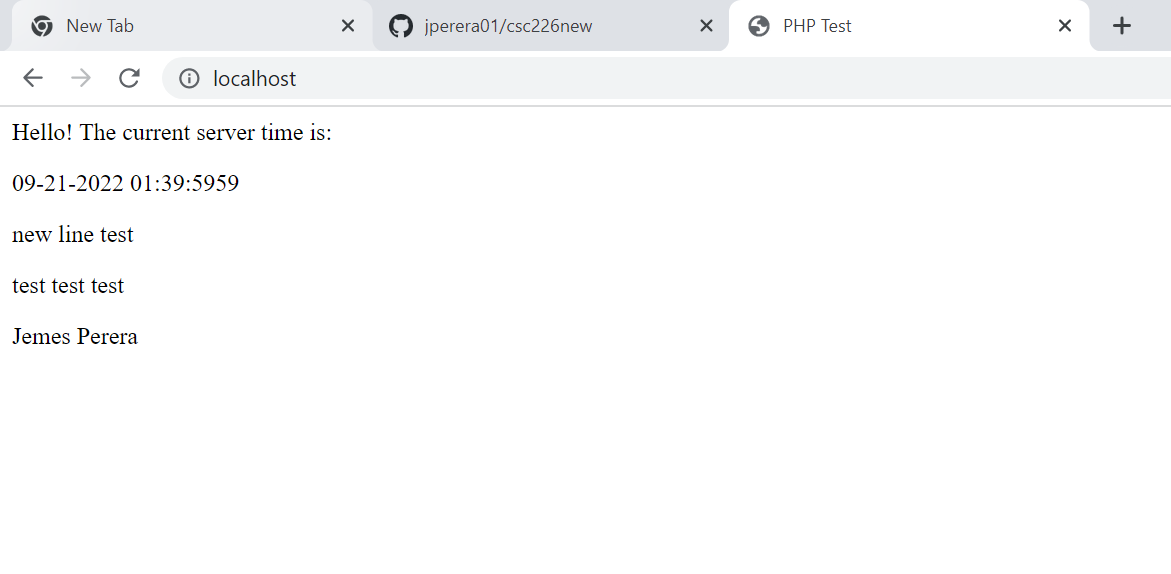 New Tab
jperera01/csc226new
PHP Test
localhost
Hello! The current server time is:
09-21-2022 01:39:5959
new line test
test test test
Jemes Perera